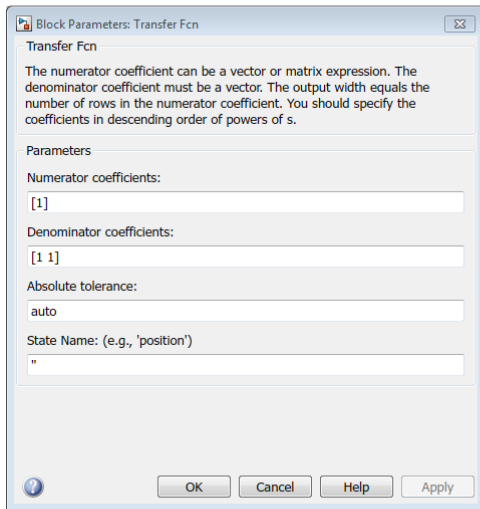 Block Parameters: Transfer Fcn
Transfer Fcn
The numerator coefficient can be a vector or matrix expression. The
denominator coefficient must be a vector. The output width equals the
number of rows in the numerator coefficient. You should specify the
coefficients in descending order of powers of s.
Parameters
Numerator coefficients:
[1]
Denominator coefficients:
[1 1]
Absolute tolerance:
auto
State Name: (e.g., 'position')
''
OK Cancel Help Apply